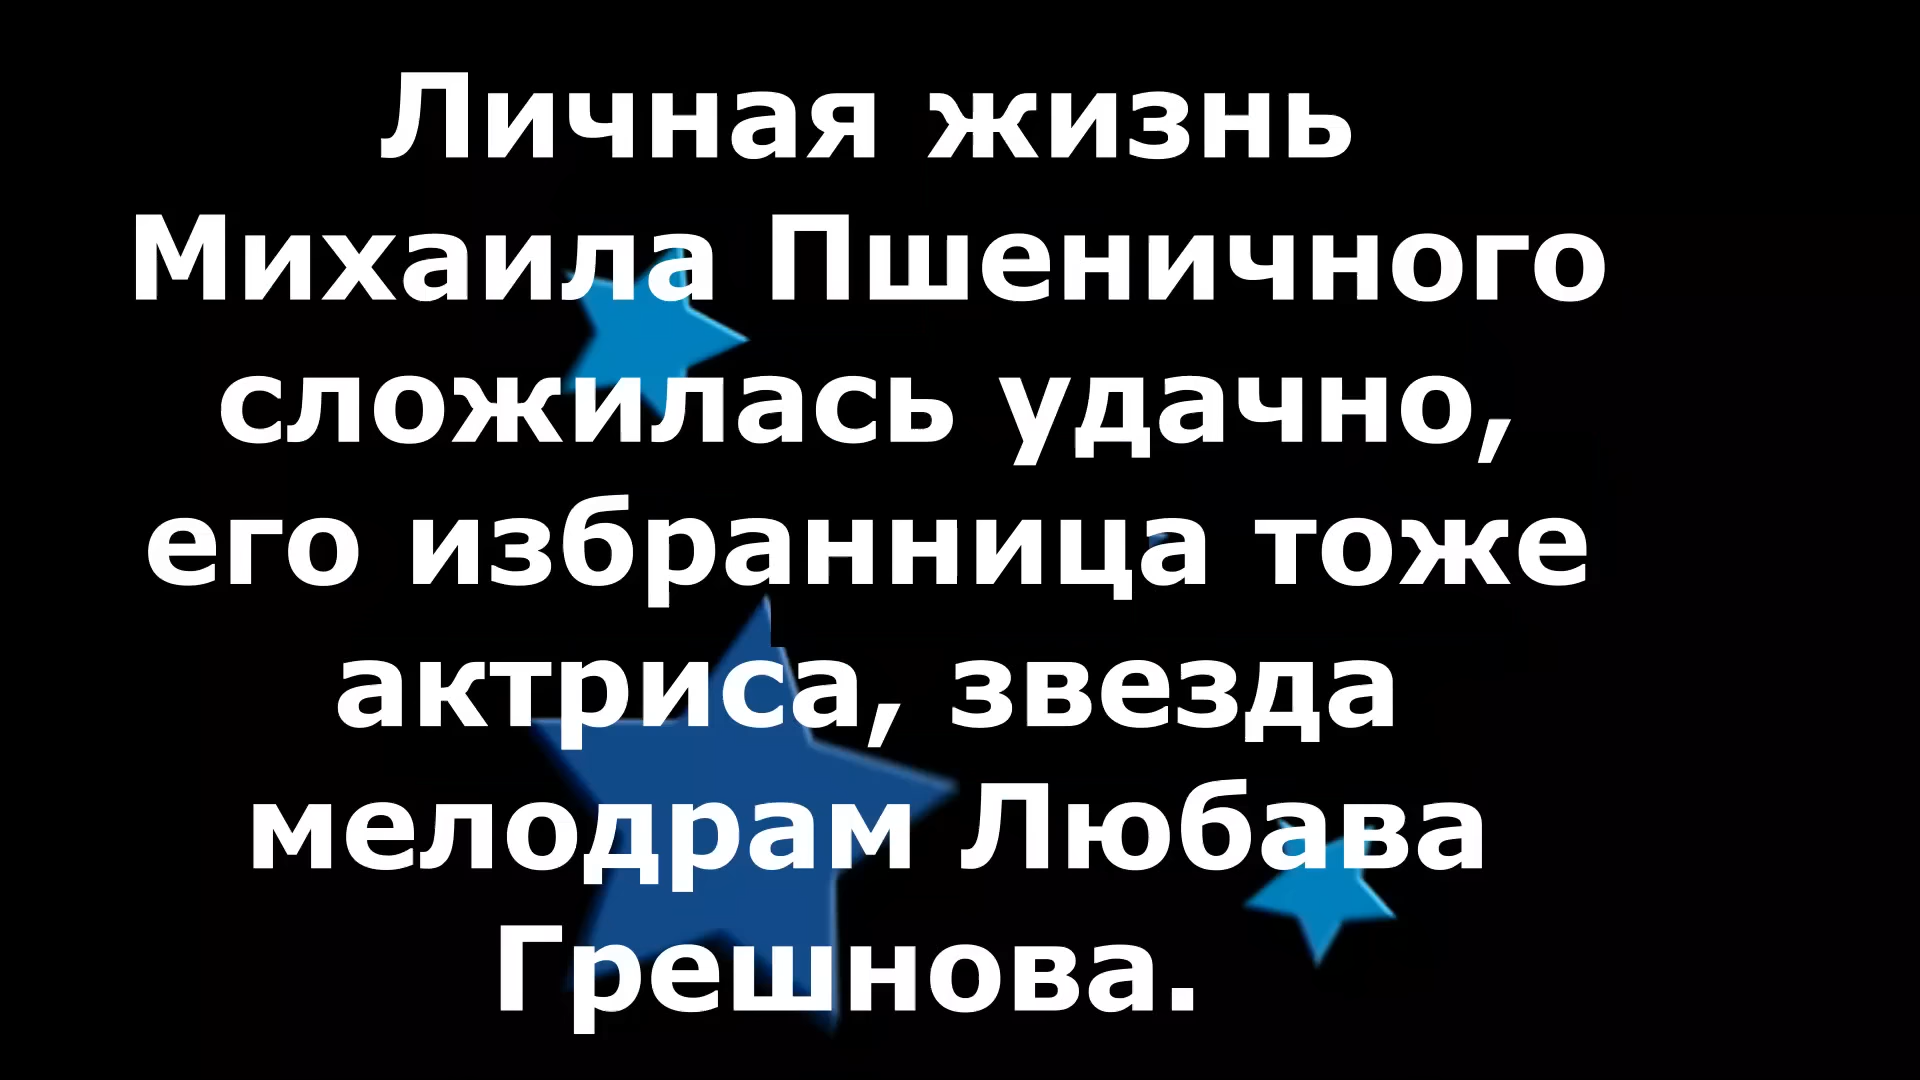 Личная жизнь
Михаила Пшеничного
сложилась удачно,
его избранница тоже
актриса, звезда
мелодрам Любава
Грешнова.